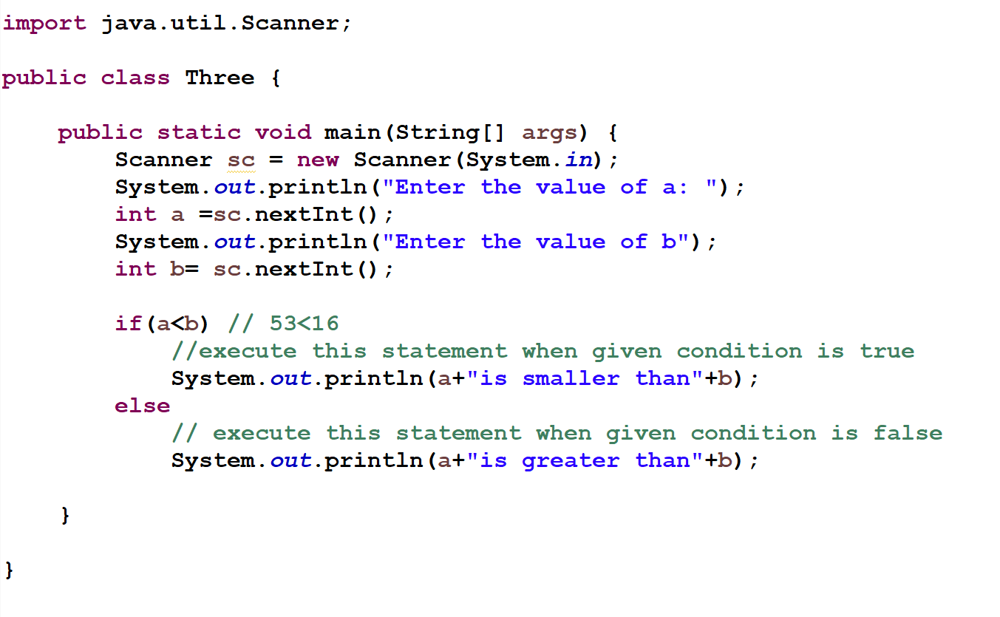 import java.util.Scanner;
public class Three {
public static void main(String[] args) {
Scanner sc = new Scanner(System.in);
System.out.println("Enter the value of a: ");
int a =sc.nextInt();
System.out.println("Enter the value of b");
int b= sc.nextInt();
if(a<b) // 53<16
//execute this statement when given condition is true
System.out.println(a+"is smaller than"+b);
else
// execute this statement when given condition is false
System.out.println(a+"is greater than"+b);
}
}